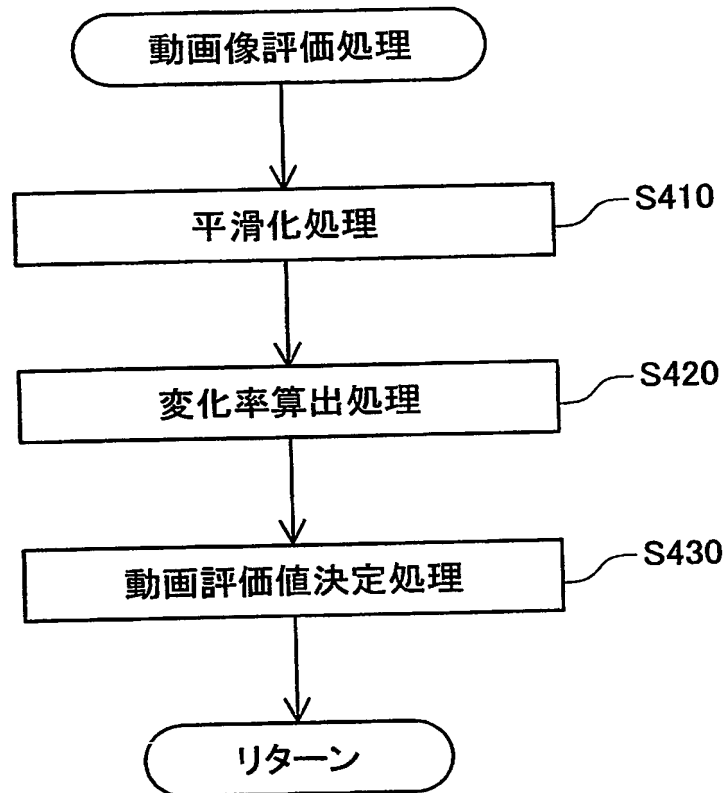 動画像評価処理
平滑化処理
S410
変化率算出処理
S420
動画評価値決定処理
S430
リターン